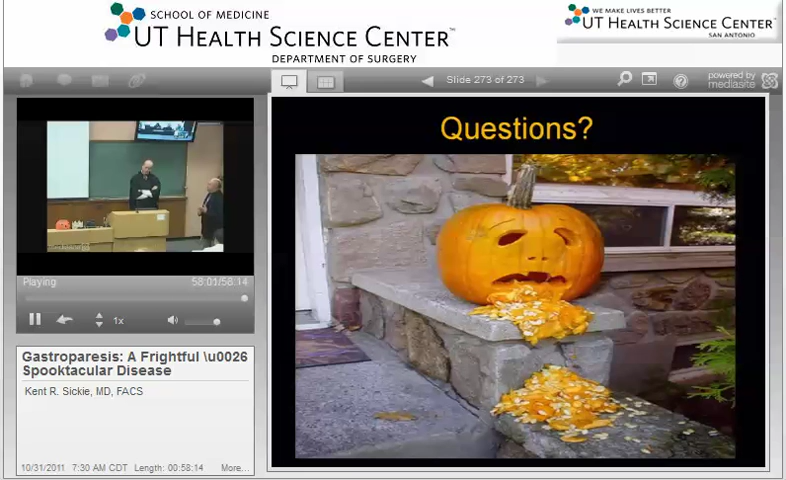 SCHOOL OF MEDICINE
UT HEALTH SCIENCE CENTER™
DEPARTMENT OF SURGERY
WE MAKE LIVES BETTER
UT HEALTH SCIENCE CENTER™
SAN ANTONIO
Slide 273 of 273
powered by
mediasite
Playing
58:01/58:14
1x
Gastroparesis: A Frightful \u0026
Spooktacular Disease
Kent R. Sickie, MD, FACS
10/31/2011 7:30 AM CDT Length: 00:58:14 More...
Questions?